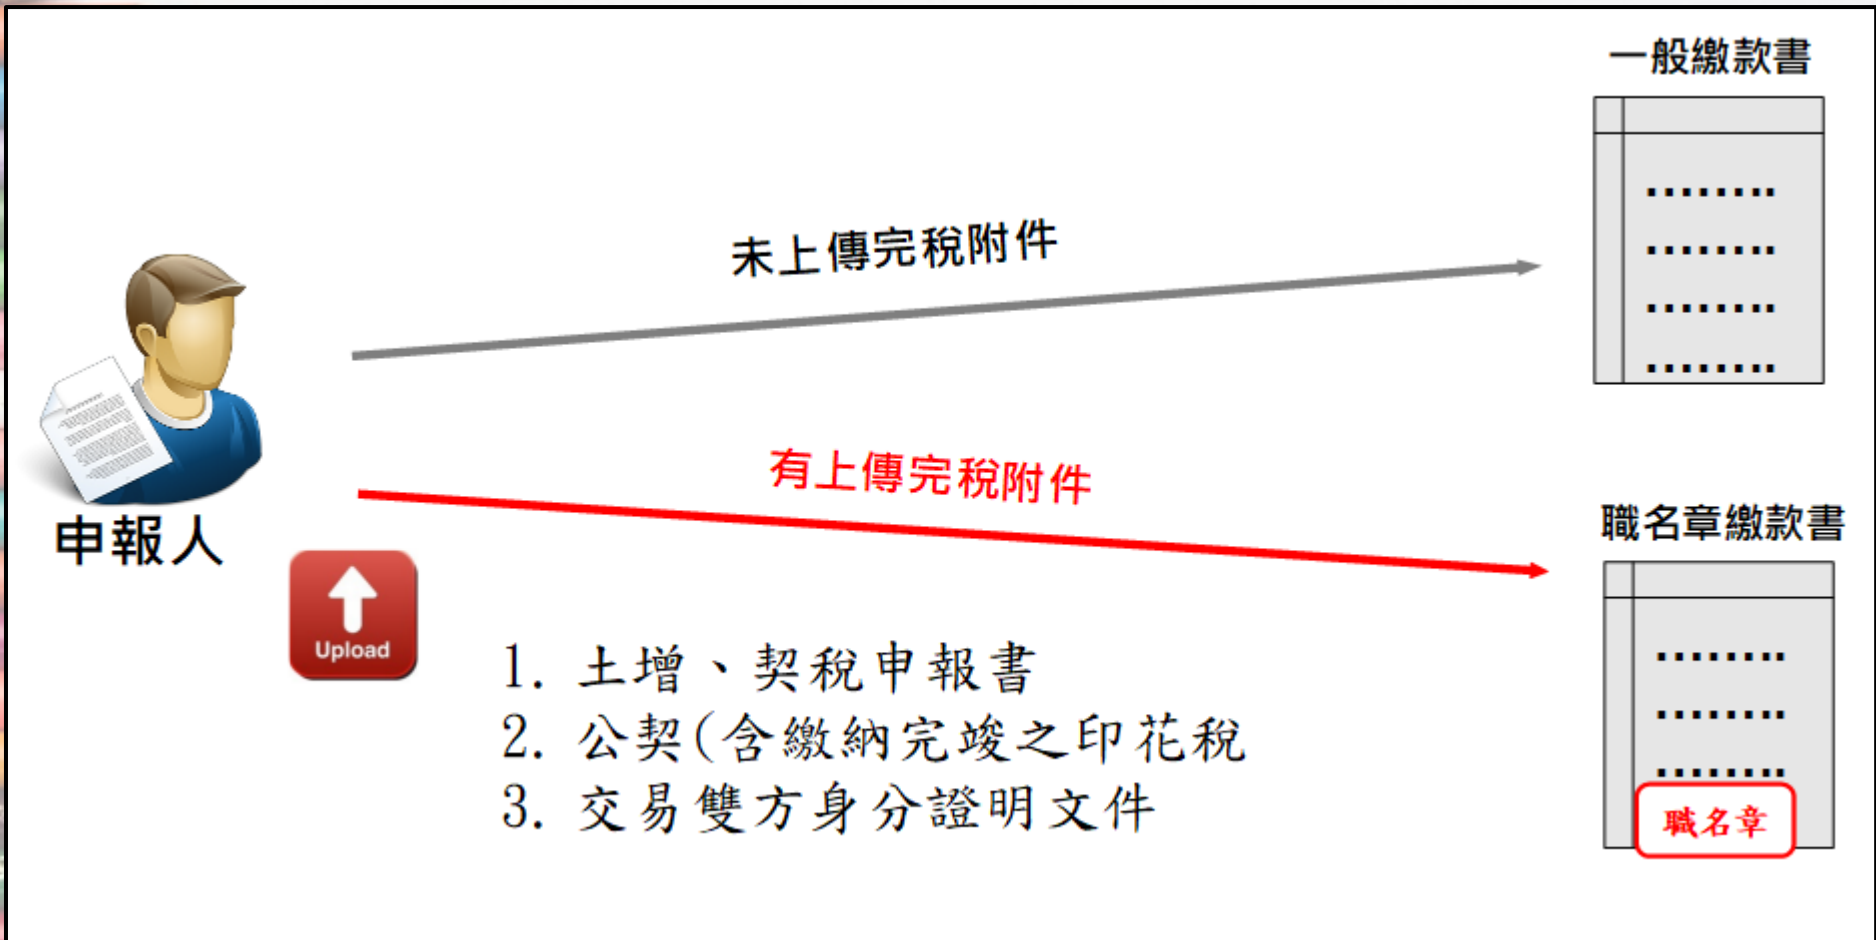 一般繳款書
........
........
........
........
未上傳完稅附件
申報人
有上傳完稅附件
Upload
職名章繳款書
........
........
........
職名章
1. 土增、契稅申報書
2. 公契(含繳納完竣之印花稅
3. 交易雙方身分證明文件